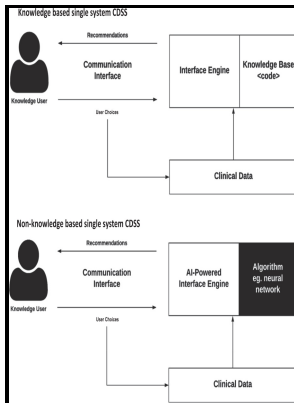 Knowledge based single system CDSS
Recommendations
Communication
Interface
Knowledge User
User Choices
Interface Engine
Knowledge Base
<code>
Clinical Data
Non-knowledge based single system CDSS
Recommendations
Communication
Interface
Knowledge User
User Choices
AI-Powered
Interface Engine
Algorithm
eg. neural
network
Clinical Data